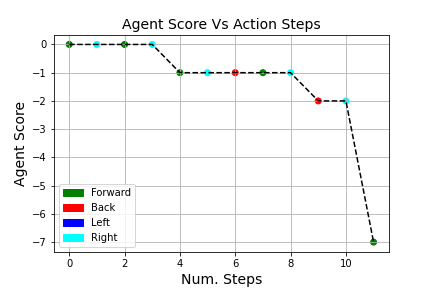 Agent Score Vs Action Steps
0
−1
−2
−3
−4
−5
−6
−7
Agent Score
Forward
Back
Left
Right
0 2 4 6 8 10
Num. Steps